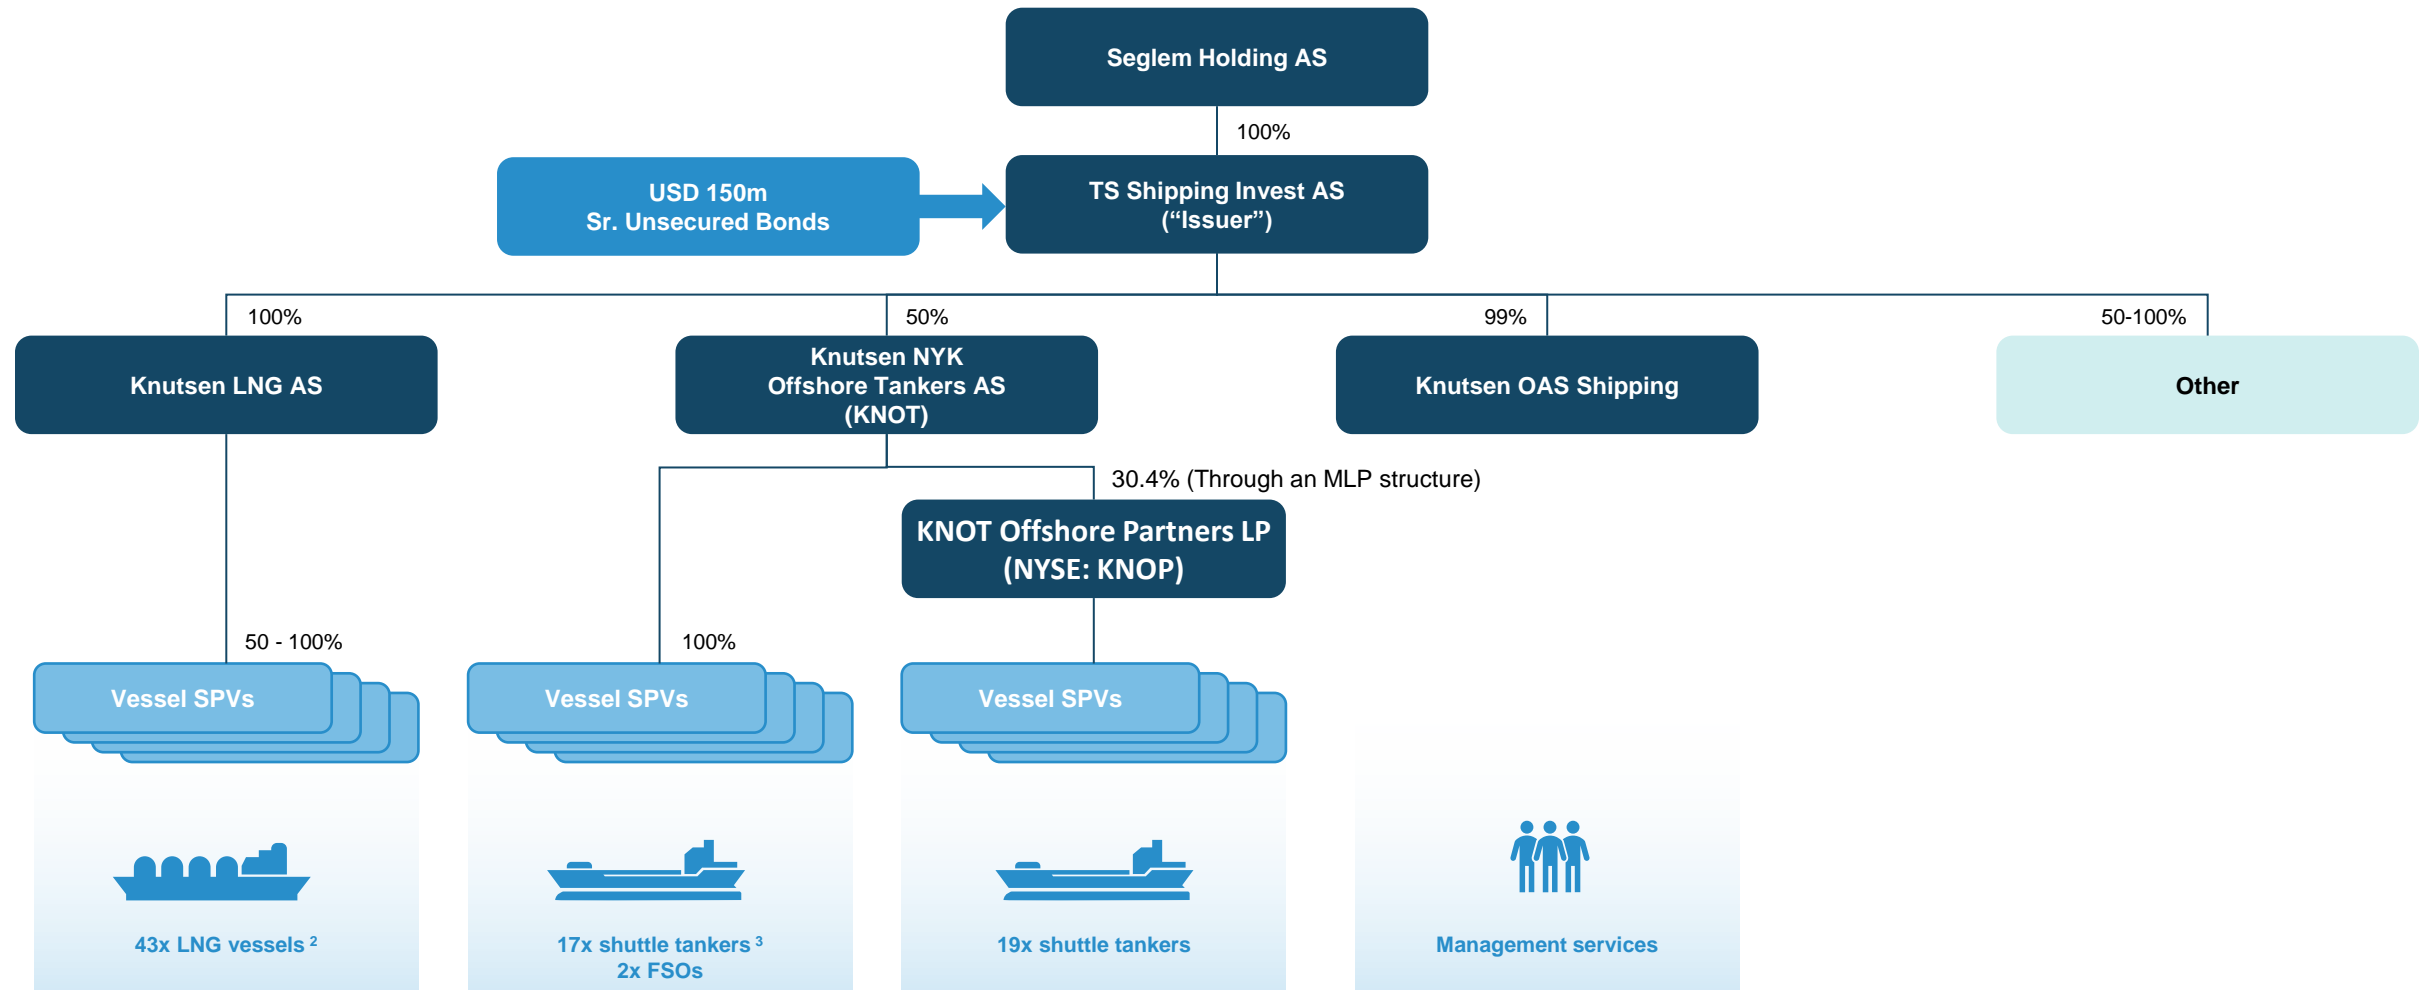 Seglem Holding AS
100%
USD 150m
Sr. Unsecured Bonds
TS Shipping Invest AS
(“Issuer”)
100%
50%
99%
50-100%
Knutsen LNG AS
Knutsen NYK
Offshore Tankers AS
(KNOT)
Knutsen OAS Shipping
Other
30.4% (Through an MLP structure)
KNOT Offshore Partners LP
(NYSE: KNOP)
50 - 100%
100%
Vessel SPVs
Vessel SPVs
Vessel SPVs
43x LNG vessels ²
17x shuttle tankers ³
2x FSOs
19x shuttle tankers
Management services